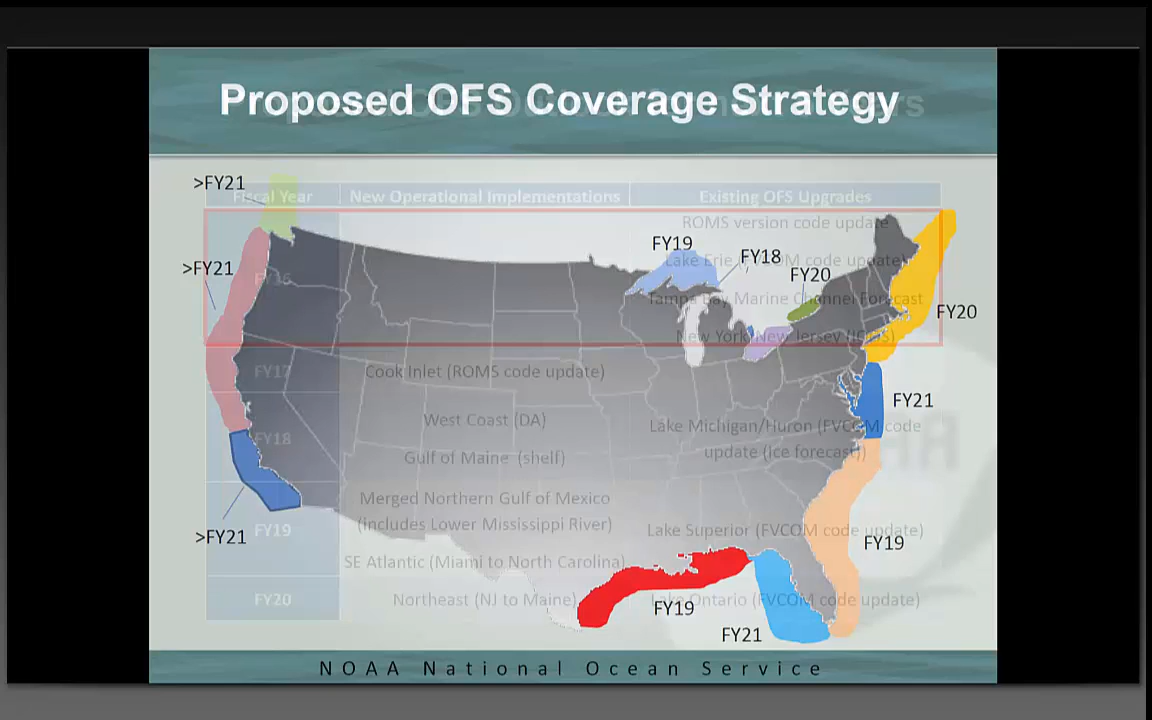 Proposed OFS Coverage Strategy
>FY21
Fiscal Year
New Operational Implementations
Existing OFS Upgrades
ROMS version code update
FY19
Lake Erie (FVCOM code update)
FY18
>FY21
FY20
FY16
Tampa Bay Marine Channel Forecast
FY20
New York/New Jersey
FY17
Cook Inlet (ROMS code update)
FY21
West Coast (DA)
Lake Michigan/Huron (FVCOM code
update (ice forecast))
FY18
Gulf of Maine (shelf)
Merged Northern Gulf of Mexico
(includes Lower Mississippi River)
FY19
Lake Superior (FVCOM code update)
>FY21
FY19
SE Atlantic (Miami to North Carolina)
FY20
Northeast (NJ to Maine)
Lake Ontario (FVCOM code update)
FY19
FY21
NOAA National Ocean Service